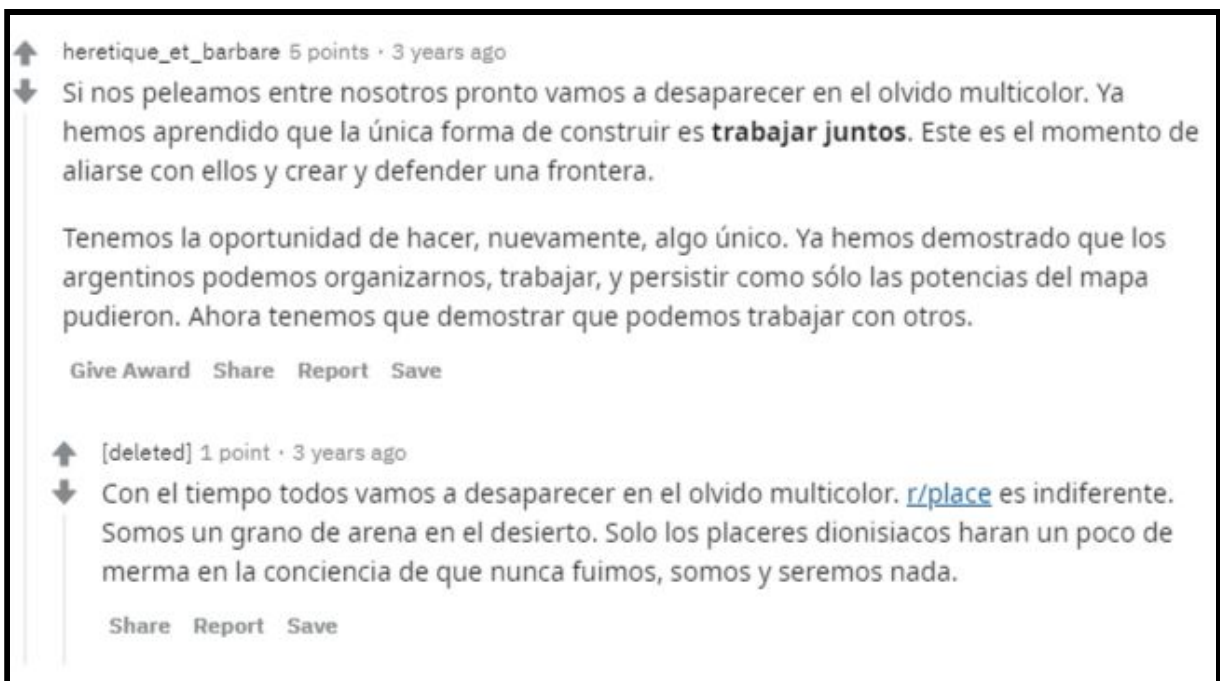 heretique_et_barbare 5 points · 3 years ago
Si nos peleamos entre nosotros pronto vamos a desaparecer en el olvido multicolor. Ya
hemos aprendido que la única forma de construir es trabajar juntos. Este es el momento de
aliarse con ellos y crear y defender una frontera.
Tenemos la oportunidad de hacer, nuevamente, algo único. Ya hemos demostrado que los
argentinos podemos organizarnos, trabajar, y persistir como sólo las potencias del mapa
pudieron. Ahora tenemos que demostrar que podemos trabajar con otros.
Give Award Share Report Save
[deleted] 1 point · 3 years ago
Con el tiempo todos vamos a desaparecer en el olvido multicolor. r/place es indiferente.
Somos un grano de arena en el desierto. Solo los placeres dionisiacos haran un poco de
merma en la conciencia de que nunca fuimos, somos y seremos nada.
Share Report Save